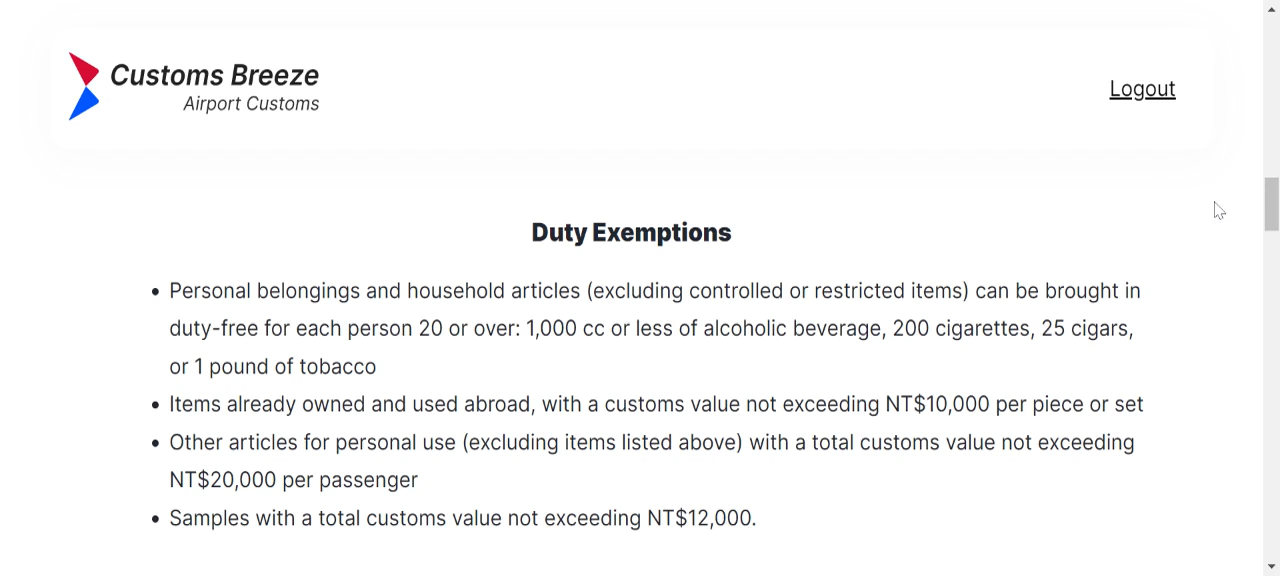 Customs Breeze
Airport Customs
Logout
Duty Exemptions
• Personal belongings and household articles (excluding controlled or restricted items) can be brought in
duty-free for each person 20 or over: 1,000 cc or less of alcoholic beverage, 200 cigarettes, 25 cigars,
or 1 pound of tobacco
• Items already owned and used abroad, with a customs value not exceeding NT$10,000 per piece or set
• Other articles for personal use (excluding items listed above) with a total customs value not exceeding
NT$20,000 per passenger
• Samples with a total customs value not exceeding NT$12,000.